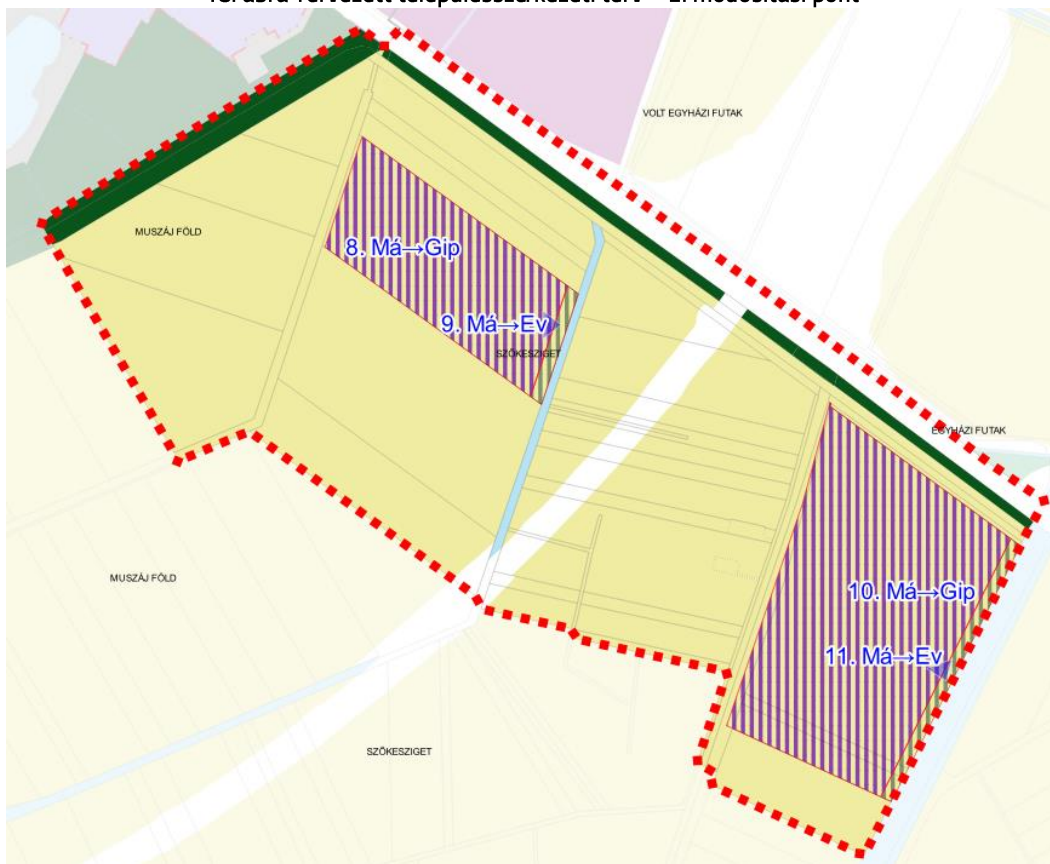 VOLT EGYHÁZI FUTAK
MUSZÁJ FÖLD
8. Má→Gip
9. Má→Ev
SZŐKESZIGET
EGYHÁZI FUTAK
MUSZÁJ FÖLD
10. Má→Gip
11. Má→Ev
SZŐKESZIGET